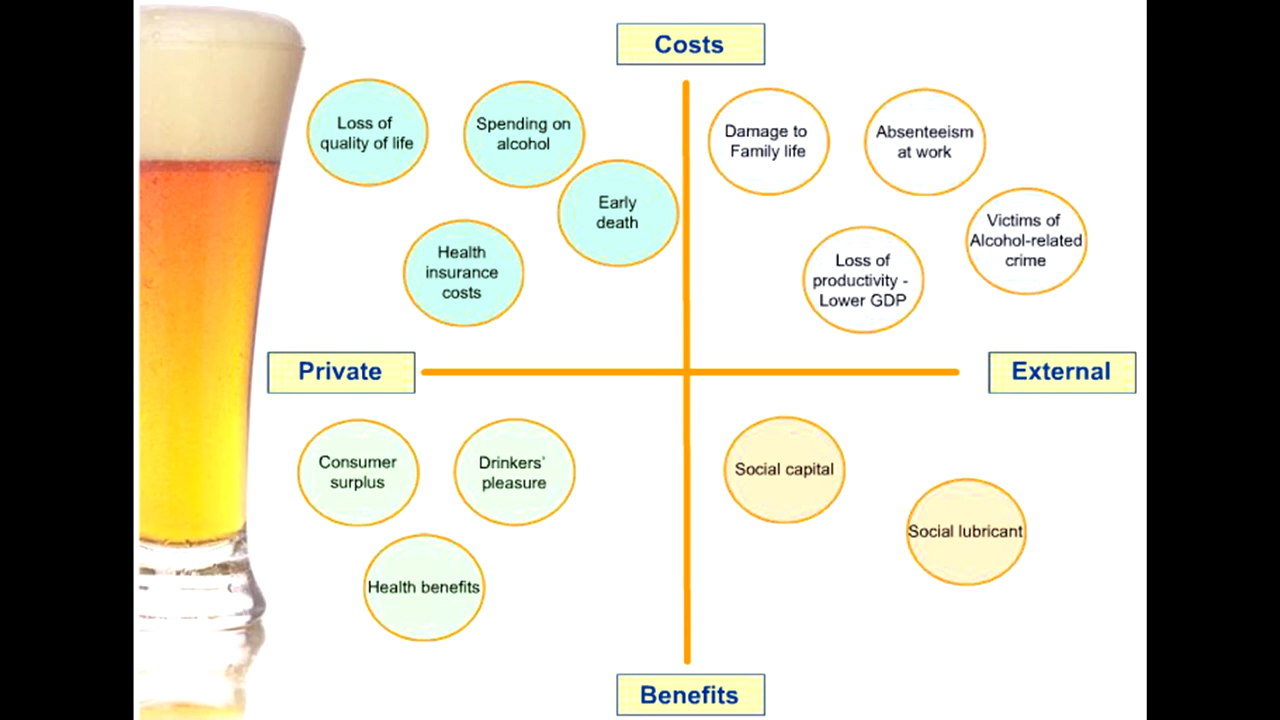 Costs
Loss of
quality of life
Spending on
alcohol
Early
death
Health
insurance
costs
Damage to
Family life
Absenteeism
at work
Victims of
Alcohol-related
crime
Loss of
productivity -
Lower GDP
Private
External
Consumer
surplus
Drinkers'
pleasure
Health benefits
Social capital
Social lubricant
Benefits